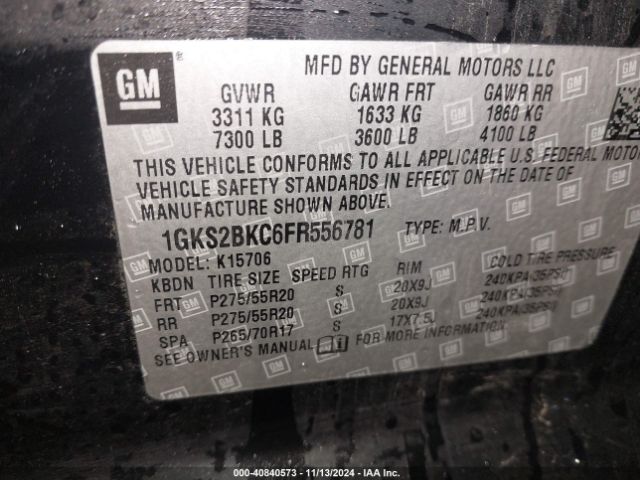 GM ®
MFD BY GENERAL MOTORS LLC
GVWR GAWR FRT GAWR RR
3311 KG 1633 KG 1860 KG
7300 LB 3600 LB 4100 LB
THIS VEHICLE CONFORMS TO ALL APPLICABLE U.S. FEDERAL MOTOR
VEHICLE SAFETY STANDARDS IN EFFECT ON THE DATE OF
MANUFACTURE SHOWN ABOVE.
1GKS2BKC6FR556781 TYPE: M.P.V.
MODEL: K15706
KBDN TIRE SIZE SPEED RTG RIM COLD TIRE PRESSURE
FRT P275/55R20 S 20X9J 240KPA(35PSI)
RR P275/55R20 S 20X9J 240KPA(35PSI)
SPA P265/70R17 S 17X7.5J 240KPA(35PSI)
SEE OWNER'S MANUAL FOR MORE INFORMATION.
000-40840573 — 11/13/2024 — IAA Inc.